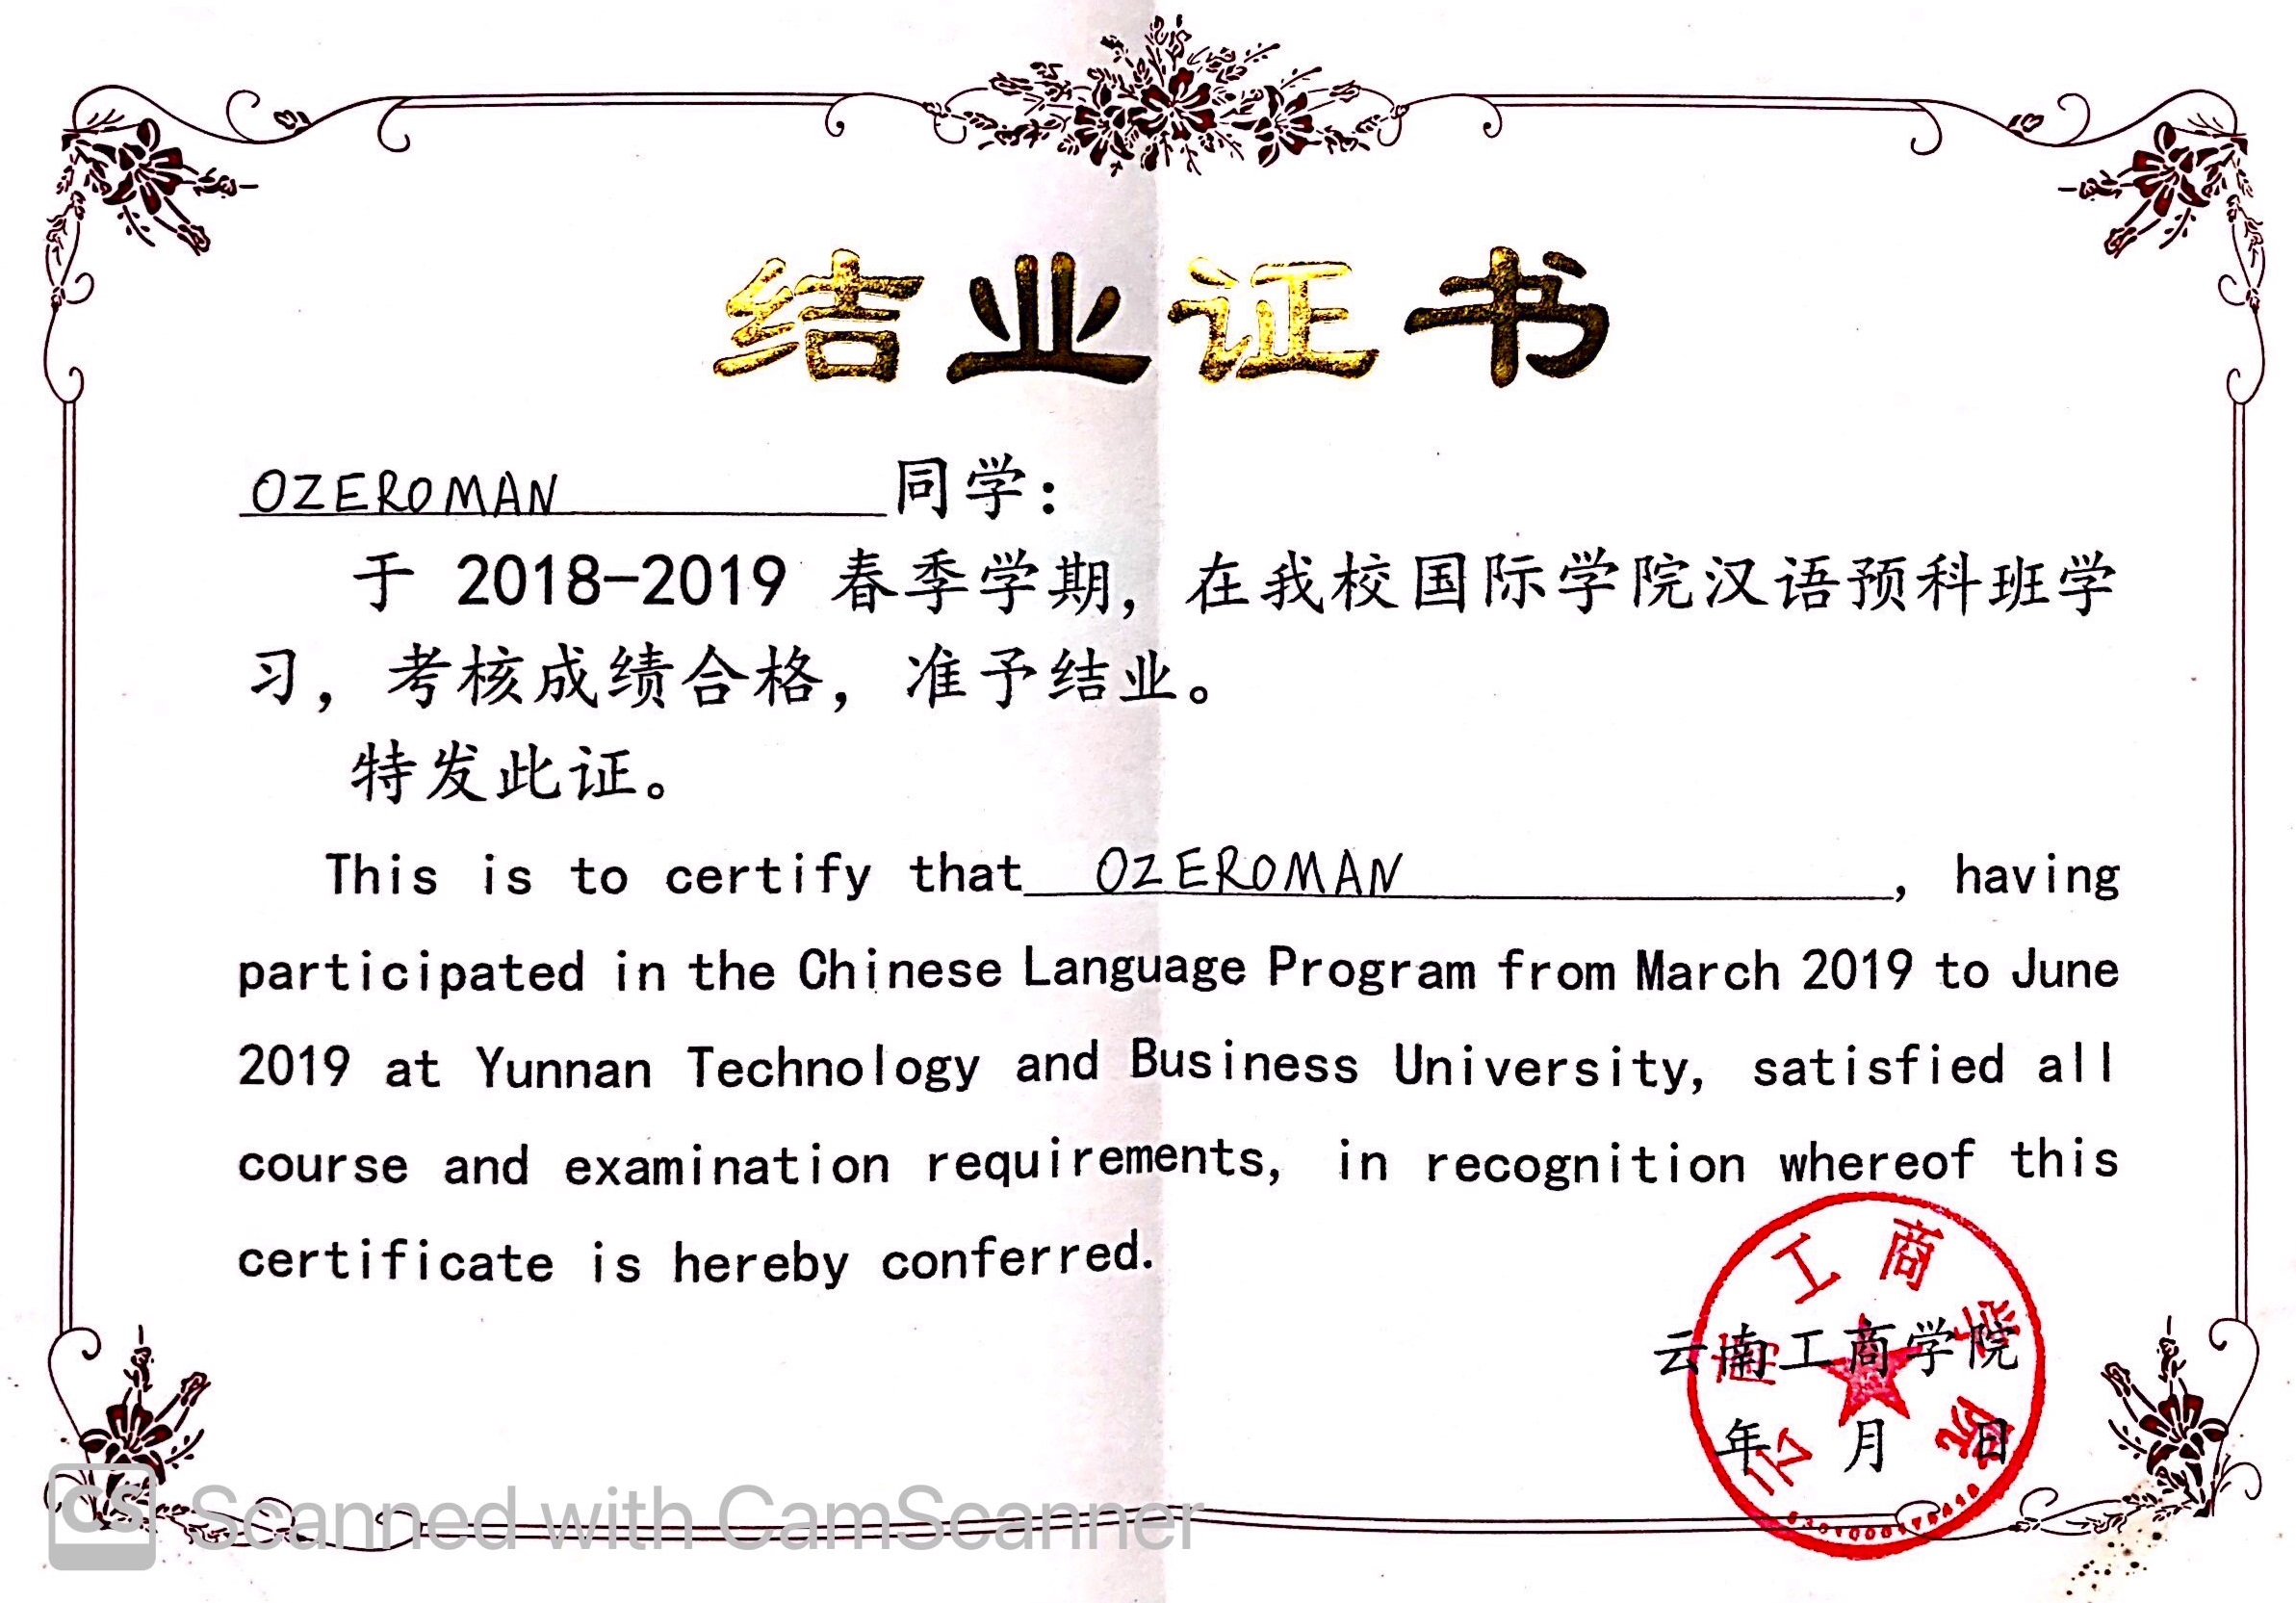 结业证书
OZEROMAN 同学：
于 2018-2019 春季学期，在我校国际学院汉语预科班学
习，考核成绩合格，准予结业。
特发此证。
This is to certify that OZEROMAN, having
participated in the Chinese Language Program from March 2019 to June
2019 at Yunnan Technology and Business University, satisfied all
course and examination requirements, in recognition whereof this
certificate is hereby conferred.
云南工商学院
云南工商学院
年 月 日
CS Scanned with CamScanner